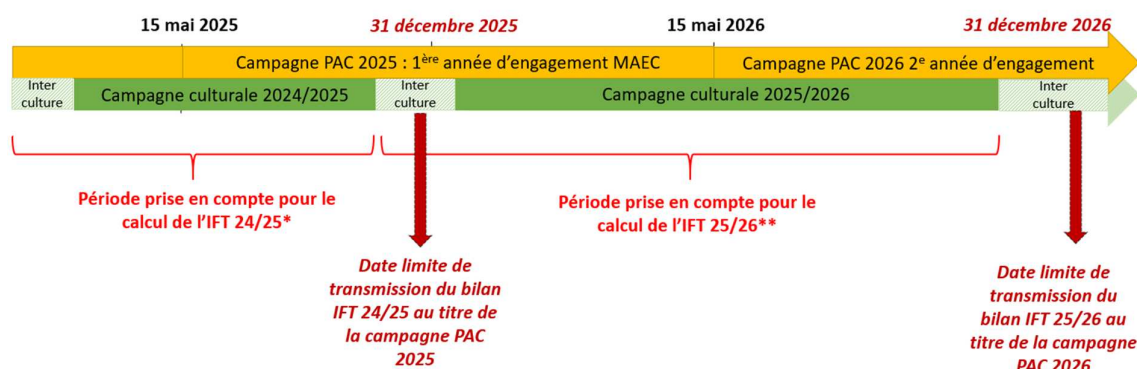 15 mai 2025
31 décembre 2025
15 mai 2026
31 décembre 2026
Campagne PAC 2025 : 1ère année d'engagement MAEC
Campagne PAC 2026 2e année d'engagement
Inter
culture
Campagne culturale 2024/2025
Inter
culture
Campagne culturale 2025/2026
Inter
culture
Période prise en compte pour le
calcul de l'IFT 24/25*
Période prise en compte pour le
calcul de l'IFT 25/26**
Date limite de
transmission du bilan
IFT 24/25 au titre de
la campagne PAC
2025
Date limite de
transmission du
bilan IFT 25/26 au
titre de la campagne
PAC 2026